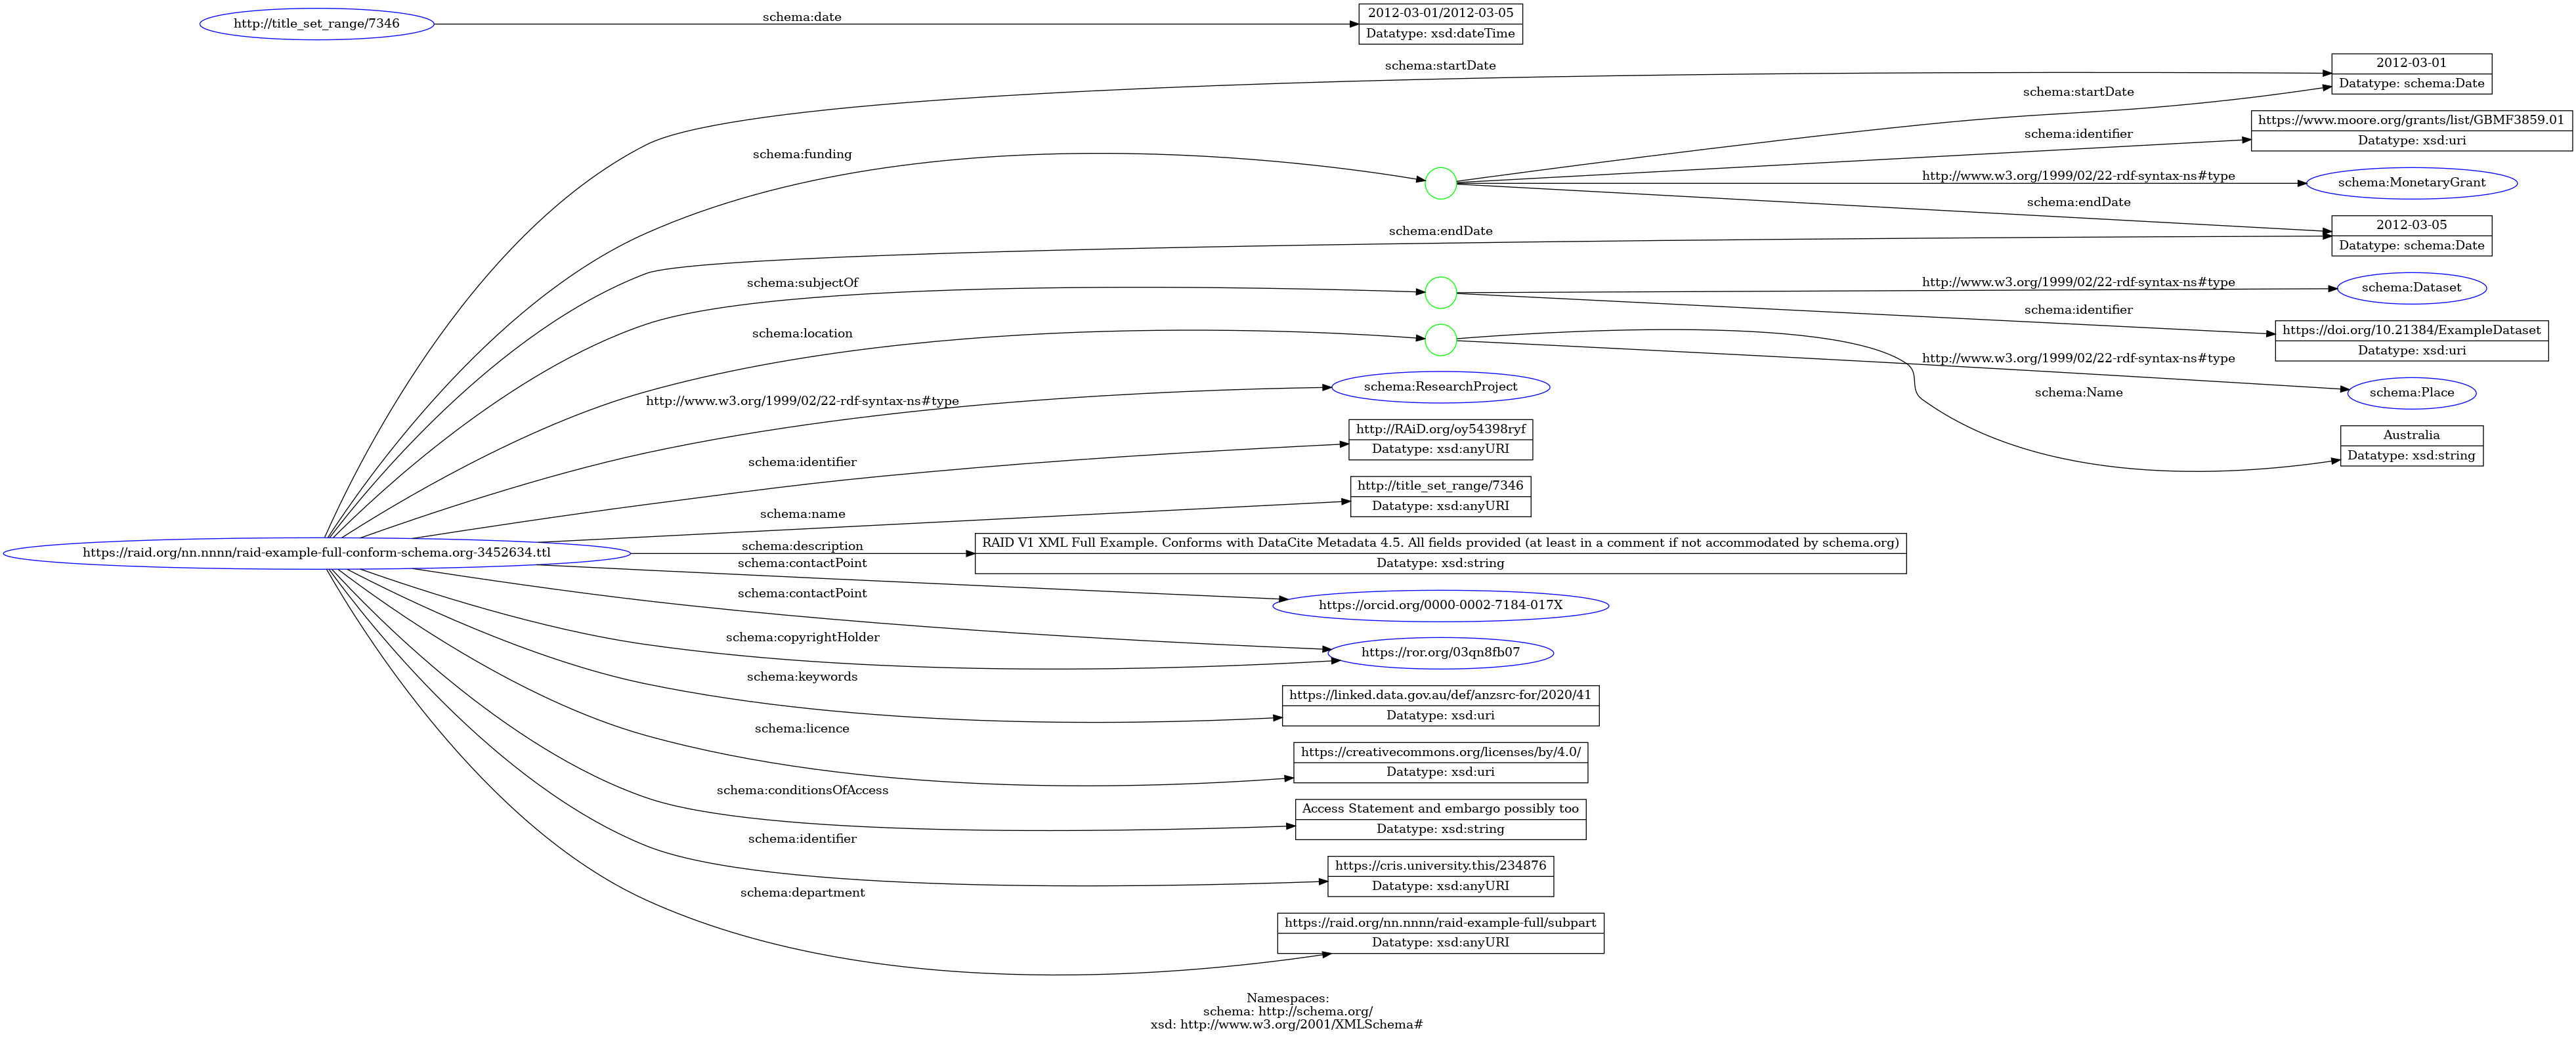 http://title_set_range/7346
schema:date
2012-03-01/2012-03-05
Datatype: xsd:dateTime
schema:startDate
2012-03-01
Datatype: schema:Date
schema:startDate
https://www.moore.org/grants/list/GBMF3859.01
Datatype: xsd:uri
schema:identifier
schema:funding
http://www.w3.org/1999/02/22-rdf-syntax-ns#type
schema:MonetaryGrant
schema:endDate
2012-03-05
Datatype: schema:Date
schema:endDate
schema:subjectOf
http://www.w3.org/1999/02/22-rdf-syntax-ns#type
schema:Dataset
schema:identifier
https://doi.org/10.21384/ExampleDataset
Datatype: xsd:uri
schema:location
http://www.w3.org/1999/02/22-rdf-syntax-ns#type
schema:Place
schema:Name
Australia
Datatype: xsd:string
http://www.w3.org/1999/02/22-rdf-syntax-ns#type
schema:ResearchProject
schema:identifier
http://RAiD.org/oy54398ryf
Datatype: xsd:anyURI
schema:name
http://title_set_range/7346
Datatype: xsd:anyURI
https://raid.org/nn.nnnn/raid-example-full-conform-schema.org-3452634.ttl
schema:description
RAID V1 XML Full Example. Conforms with DataCite Metadata 4.5. All fields provided (at least in a comment if not accommodated by schema.org)
Datatype: xsd:string
schema:contactPoint
https://orcid.org/0000-0002-7184-017X
schema:contactPoint
schema:copyrightHolder
https://ror.org/03qn8fb07
schema:keywords
https://linked.data.gov.au/def/anzsrc-for/2020/41
Datatype: xsd:uri
schema:licence
https://creativecommons.org/licenses/by/4.0/
Datatype: xsd:uri
schema:conditionsOfAccess
Access Statement and embargo possibly too
Datatype: xsd:string
schema:identifier
https://cris.university.this/234876
Datatype: xsd:anyURI
schema:department
https://raid.org/nn.nnnn/raid-example-full/subpart
Datatype: xsd:anyURI
Namespaces:
schema: http://schema.org/
xsd: http://www.w3.org/2001/XMLSchema#